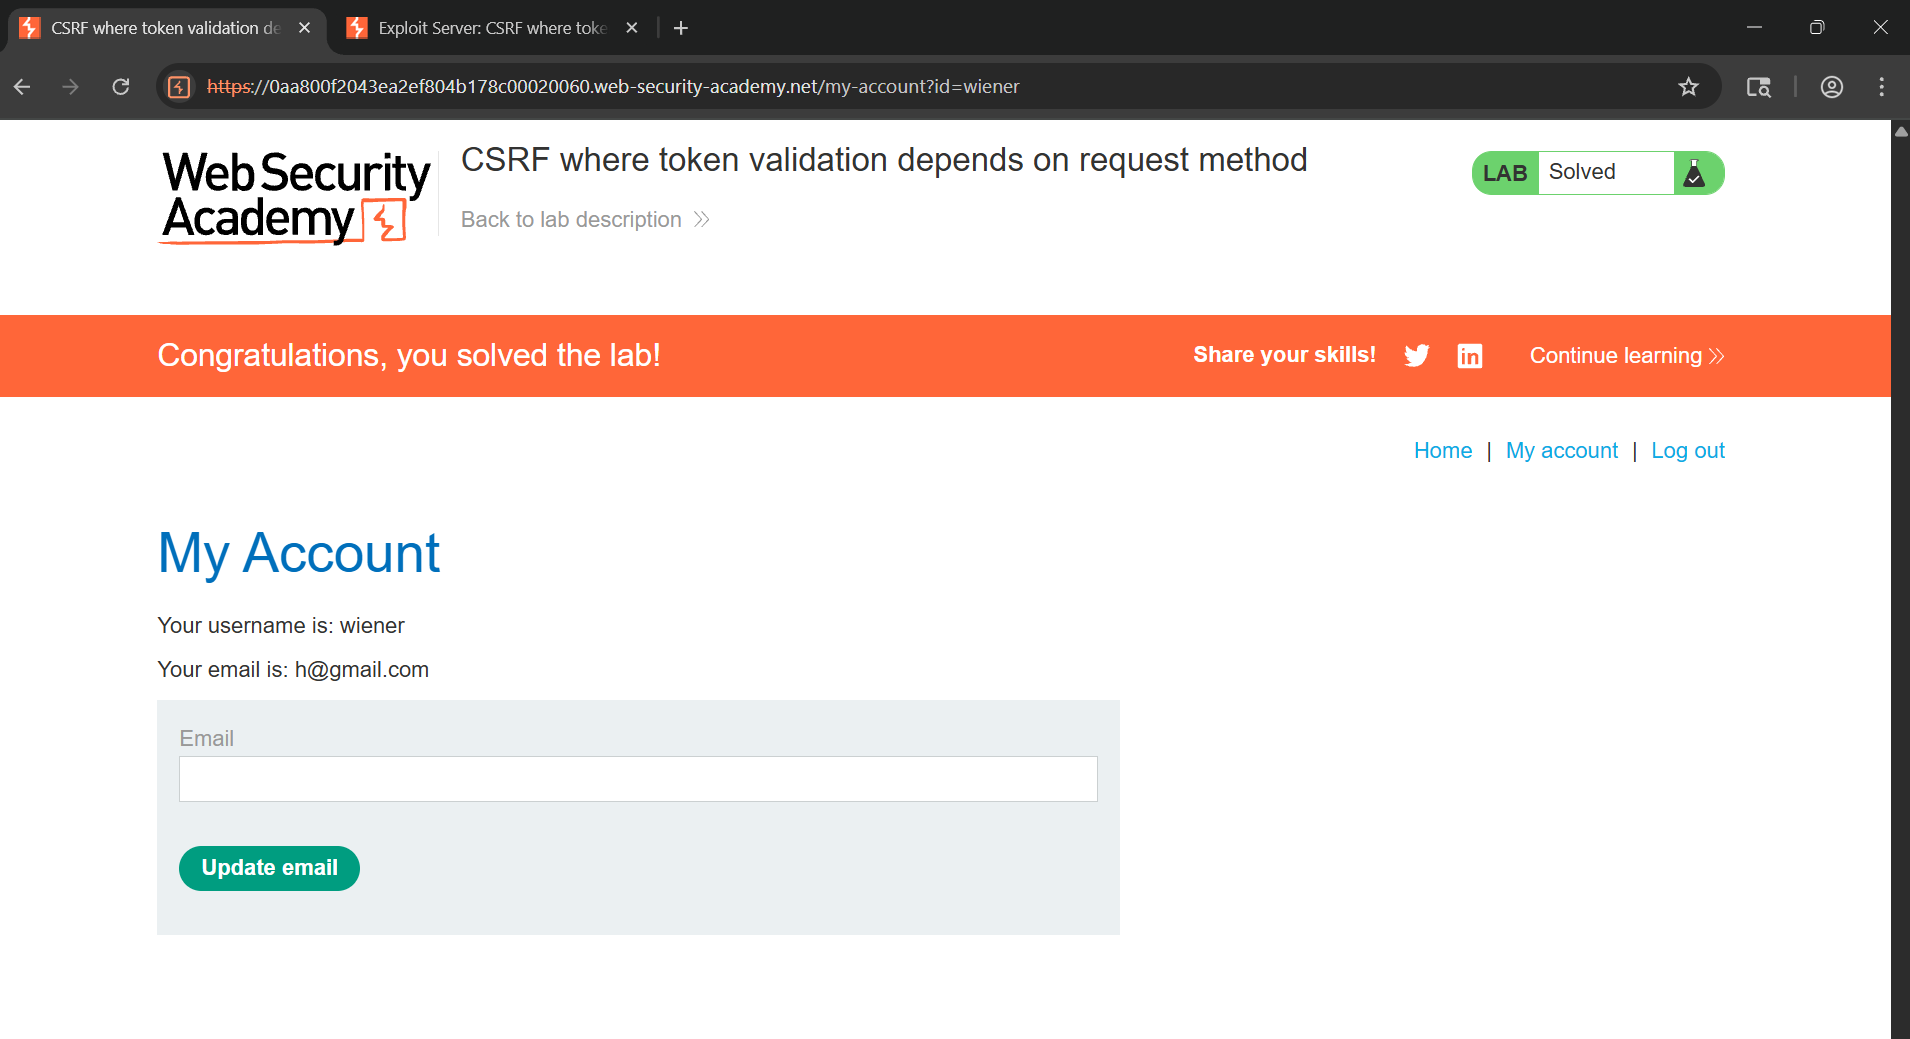 CSRF where token validation de
Exploit Server: CSRF where toke
https://0aa800f2043ea2ef804b178c00020060.web-security-academy.net/my-account?id=wiener
Web Security
Academy
CSRF where token validation depends on request method
Back to lab description
LAB Solved
Congratulations, you solved the lab!
Share your skills!
Continue learning
Home | My account | Log out
My Account
Your username is: wiener
Your email is: h@gmail.com
Email
Update email